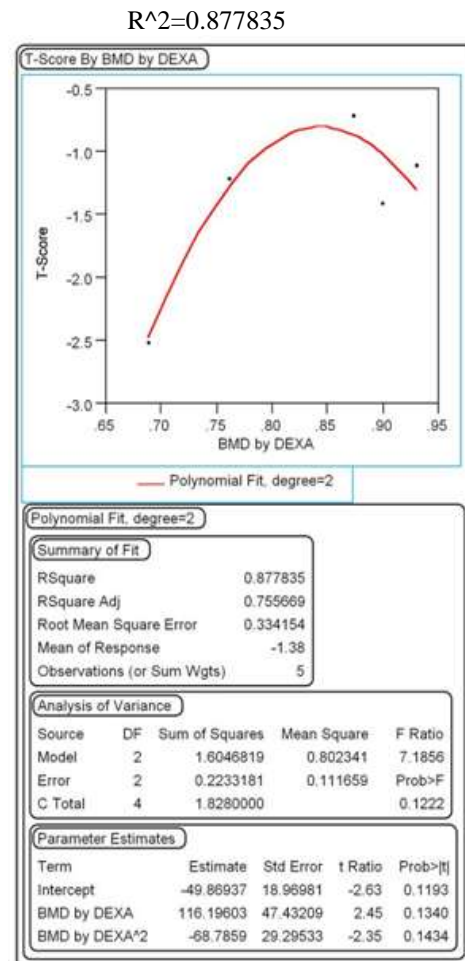 R^2=0.877835
T-Score By BMD by DEXA
-0.5
-1.0
-1.5
-2.0
-2.5
-3.0
T-Score
.65 .70 .75 .80 .85 .90 .95
BMD by DEXA
Polynomial Fit, degree=2
Polynomial Fit, degree=2
Summary of Fit
RSquare 0.877835
RSquare Adj 0.755669
Root Mean Square Error 0.334154
Mean of Response -1.38
Observations (or Sum Wgts) 5
Analysis of Variance
Source DF Sum of Squares Mean Square F Ratio
Model 2 1.6046819 0.802341 7.1856
Error 2 0.2233181 0.111659 Prob>F
C Total 4 1.8280000 0.1222
Parameter Estimates
Term Estimate Std Error t Ratio Prob>|t|
Intercept -49.86937 18.96981 -2.63 0.1193
BMD by DEXA 116.19603 47.43209 2.45 0.1340
BMD by DEXA^2 -68.7859 29.29533 -2.35 0.1434